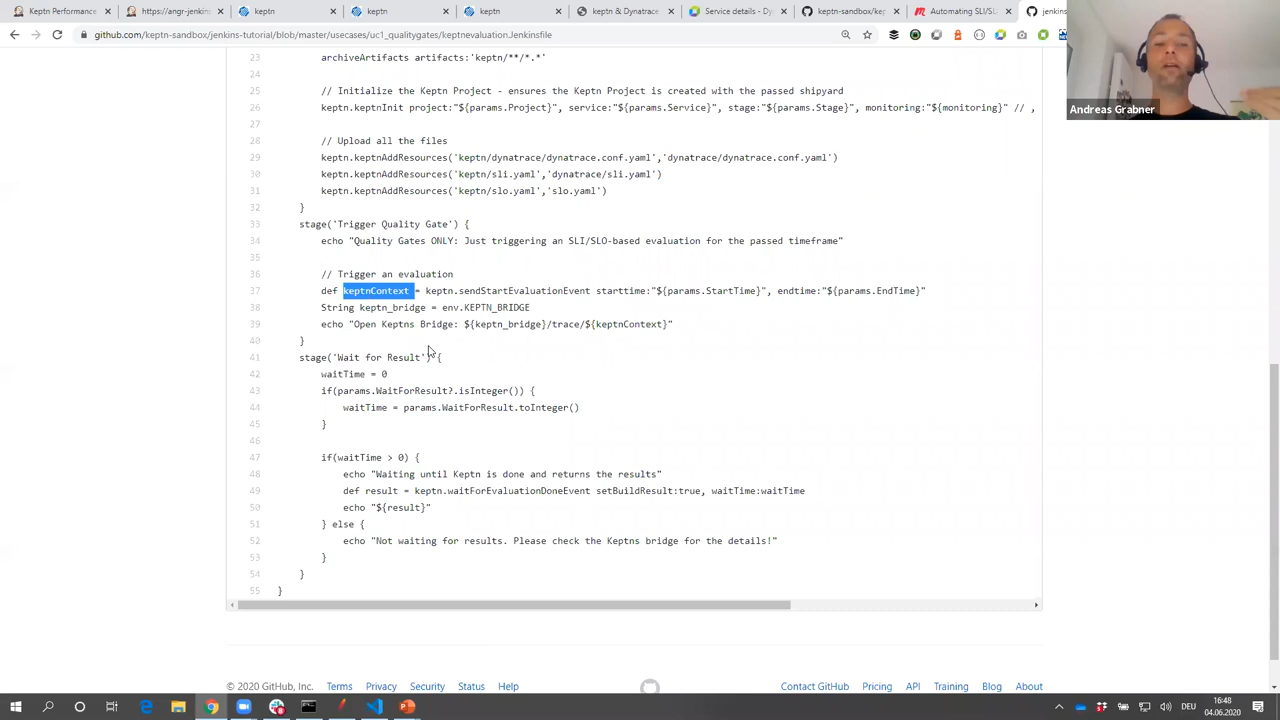 Keptn Performance
https://angr-jenkins
keptn
keptn
keptn
keptn & Dynatrace
Service details - Dyn
keptn-sandbox/kep
Automating SLI/SL
jenkins
github.com/keptn-sandbox/jenkins-tutorial/blob/master/usecases/uc1_qualitygates/keptnevaluation.Jenkinsfile
23 archiveArtifacts artifacts:'keptn/**/*.*'
24
25 // Initialize the Keptn Project - ensures the Keptn Project is created with the passed shipyard
26 keptn.keptnInit project:"${params.Project}", service:"${params.Service}", stage:"${params.Stage}", monitoring:"${monitoring}" // ,
27
28 // Upload all the files
29 keptn.keptnAddResources('keptn/dynatrace/dynatrace.conf.yaml','dynatrace/dynatrace.conf.yaml')
30 keptn.keptnAddResources('keptn/sli.yaml','dynatrace/sli.yaml')
31 keptn.keptnAddResources('keptn/slo.yaml','slo.yaml')
32 }
33 stage('Trigger Quality Gate') {
34 echo "Quality Gates ONLY: Just triggering an SLI/SLO-based evaluation for the passed timeframe"
35
36 // Trigger an evaluation
37 def keptnContext = keptn.sendStartEvaluationEvent starttime:"${params.StartTime}", endtime:"${params.EndTime}"
38 String keptn_bridge = env.KEPTN_BRIDGE
39 echo "Open Keptns Bridge: ${keptn_bridge}/trace/${keptnContext}"
40 }
41 stage('Wait for Result') {
42 waitTime = 0
43 if(params.WaitForResult?.isInteger()) {
44 waitTime = params.WaitForResult.toInteger()
45 }
46
47 if(waitTime > 0) {
48 echo "Waiting until Keptn is done and returns the results"
49 def result = keptn.waitForEvaluationDoneEvent setBuildResult:true, waitTime:waitTime
50 echo "${result}"
51 } else {
52 echo "Not waiting for results. Please check the Keptns bridge for the details!"
53 }
54 }
55 }
Andreas Grabner
© 2020 GitHub, Inc. Terms Privacy Security Status Help Contact GitHub Pricing API Training Blog About
DEU
16:48
04.06.2020